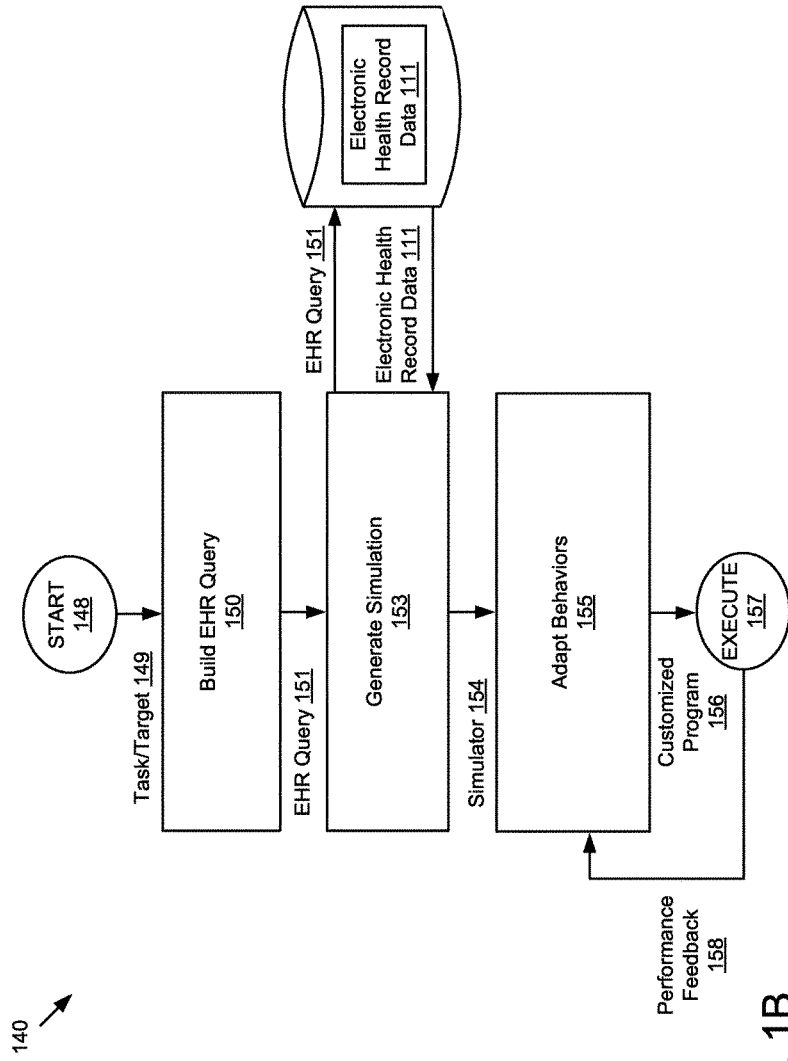 140
START
148
Task/Target 149
Build EHR Query
150
EHR Query 151
EHR Query 151
Electronic
Health Record
Data 111
Electronic Health
Record Data 111
Generate Simulation
153
Simulator 154
Adapt Behaviors
155
Customized
Program
156
EXECUTE
157
Performance
Feedback
158
1B